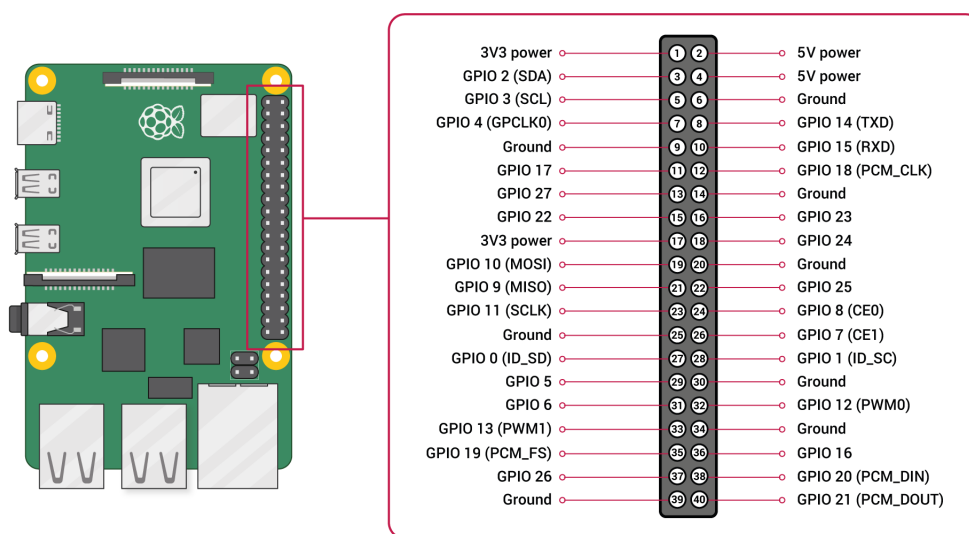 3V3 power 1 2 5V power
GPIO 2 (SDA) 3 4 5V power
GPIO 3 (SCL) 5 6 Ground
GPIO 4 (GPCLK0) 7 8 GPIO 14 (TXD)
Ground 9 10 GPIO 15 (RXD)
GPIO 17 11 12 GPIO 18 (PCM_CLK)
GPIO 27 13 14 Ground
GPIO 22 15 16 GPIO 23
3V3 power 17 18 GPIO 24
GPIO 10 (MOSI) 19 20 Ground
GPIO 9 (MISO) 21 22 GPIO 25
GPIO 11 (SCLK) 23 24 GPIO 8 (CE0)
Ground 25 26 GPIO 7 (CE1)
GPIO 0 (ID_SD) 27 28 GPIO 1 (ID_SC)
GPIO 5 29 30 Ground
GPIO 6 31 32 GPIO 12 (PWM0)
GPIO 13 (PWM1) 33 34 Ground
GPIO 19 (PCM_FS) 35 36 GPIO 16
GPIO 26 37 38 GPIO 20 (PCM_DIN)
Ground 39 40 GPIO 21 (PCM_DOUT)